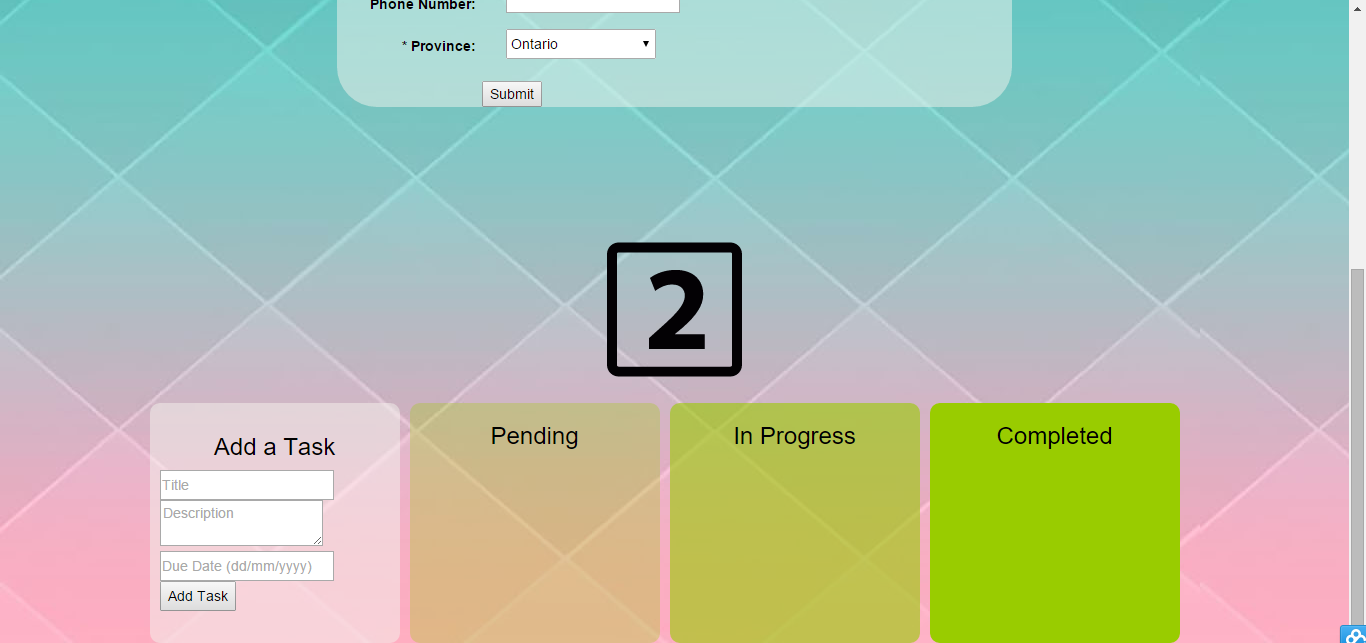 Phone Number:
* Province:
Ontario
Submit
2
Add a Task
Title
Description
Due Date (dd/mm/yyyy)
Add Task
Pending
In Progress
Completed